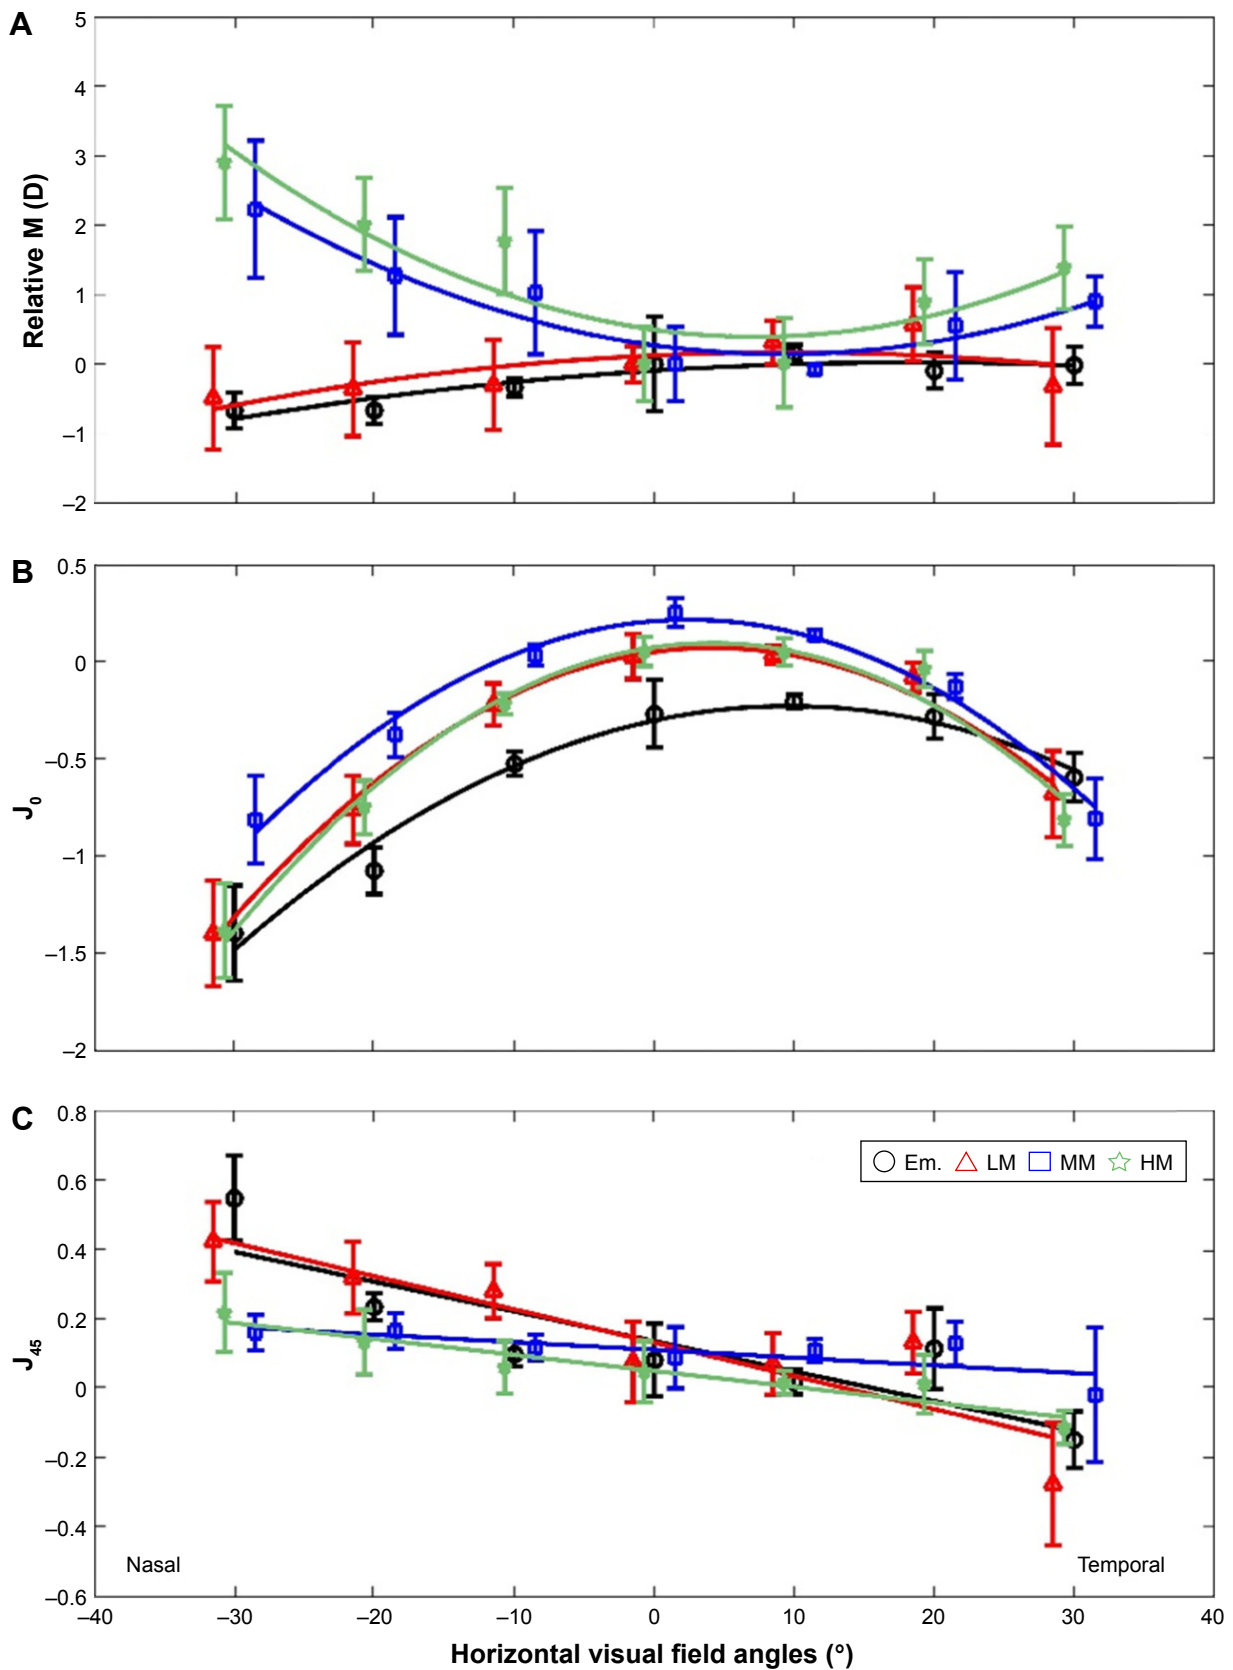 A
5
4
3
2
1
0
–1
–2
Relative M (D)
B
0.5
0
–0.5
–1
–1.5
–2
J0
C
0.8
0.6
0.4
0.2
0
–0.2
–0.4
–0.6
J45
Em. LM MM HM
Nasal Temporal
–40 –30 –20 –10 0 10 20 30 40
Horizontal visual field angles (°)